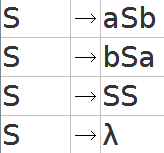 S → aSb
S → bSa
S → SS
S → λ